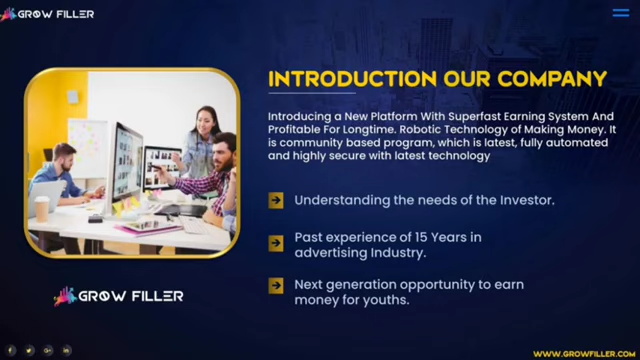 GROW FILLER
INTRODUCTION OUR COMPANY
Introducing a New Platform With Superfast Earning System And
Profitable For Longtime. Robotic Technology of Making Money. It
is community based program, which is latest, fully automated
and highly secure with latest technology
Understanding the needs of the Investor.
Past experience of 15 Years in
advertising Industry.
Next generation opportunity to earn
money for youths.
GROW FILLER
WWW.GROWFILLER.COM